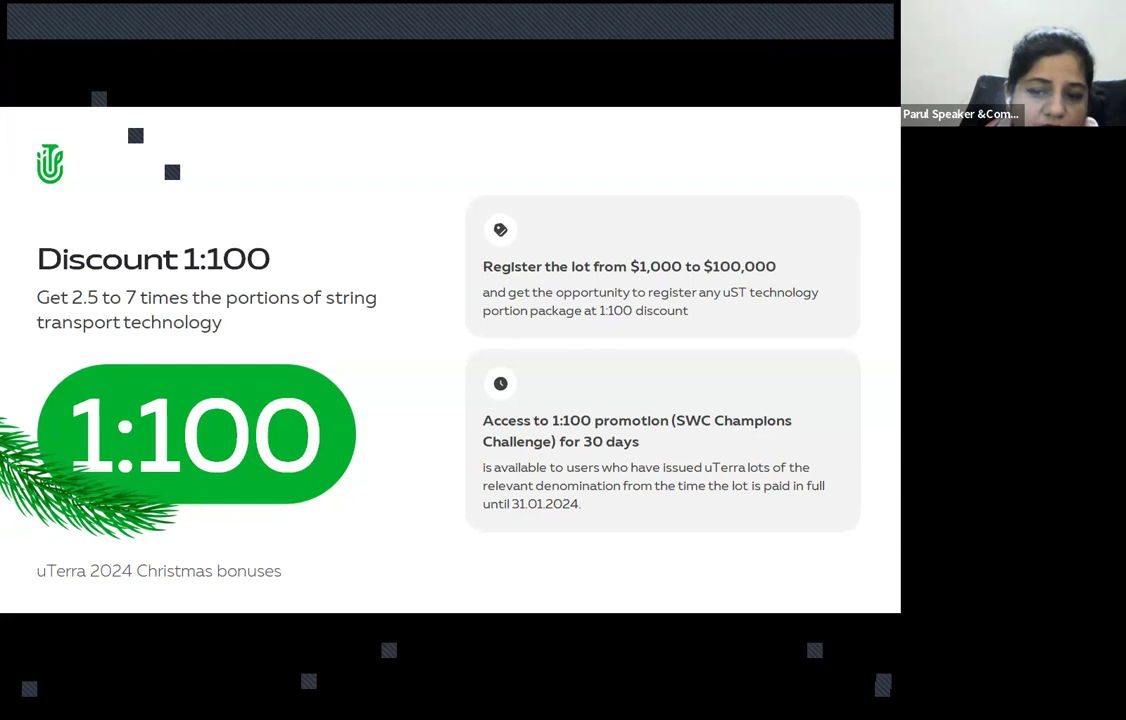 Parul Speaker &Com...
Discount 1:100
Get 2.5 to 7 times the portions of string
transport technology
1:100
uTerra 2024 Christmas bonuses
Register the lot from $1,000 to $100,000
and get the opportunity to register any uST technology
portion package at 1:100 discount
Access to 1:100 promotion (SWC Champions
Challenge) for 30 days
is available to users who have issued uTerra lots of the
relevant denomination from the time the lot is paid in full
until 31.01.2024.